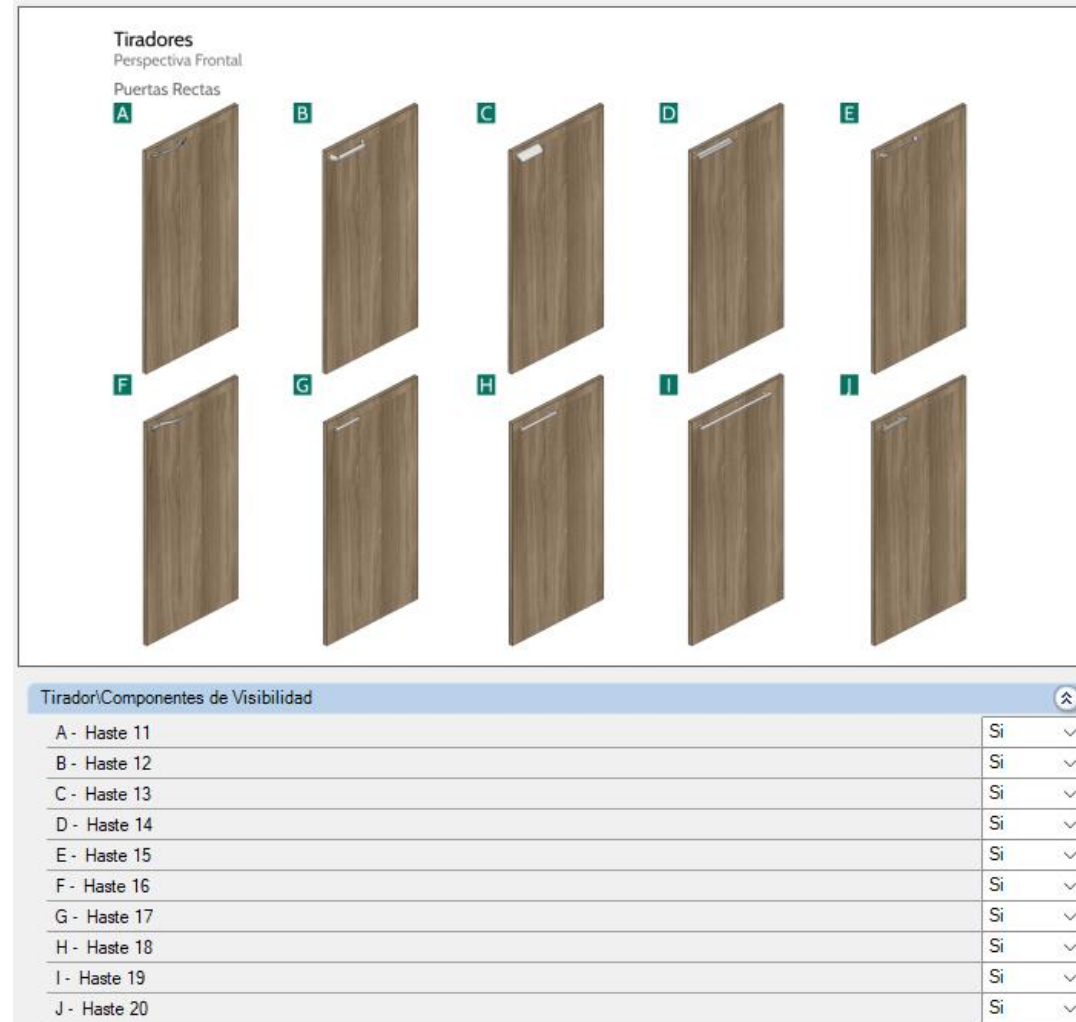 Tiradores
Perspectiva Frontal
Puertas Rectas
A B C D E
F G H I J
Tirador\Componentes de Visibilidad
A - Haste 11 Si
B - Haste 12 Si
C - Haste 13 Si
D - Haste 14 Si
E - Haste 15 Si
F - Haste 16 Si
G - Haste 17 Si
H - Haste 18 Si
I - Haste 19 Si
J - Haste 20 Si